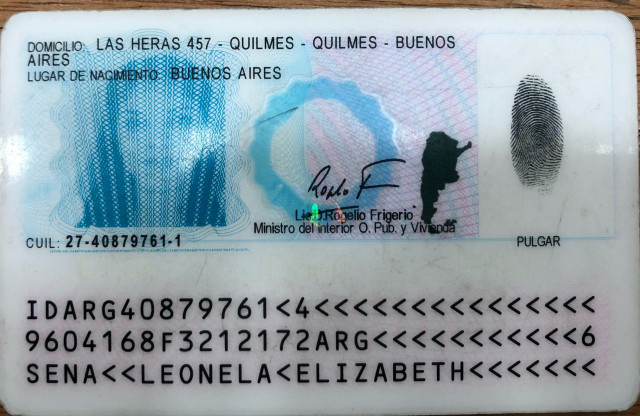 DOMICILIO: LAS HERAS 457 - QUILMES - QUILMES - BUENOS
AIRES
LUGAR DE NACIMIENTO: BUENOS AIRES
Lic. Rogelio Frigerio
Ministro del Interior O. Pub. y Vivienda
CUIL: 27-40879761-1
PULGAR
IDARG40879761<4<<<<<<<<<<<<<<<
9604168F3212172ARG<<<<<<<<<<<6
SENA<<LEONELA<ELIZABETH<<<<<<<